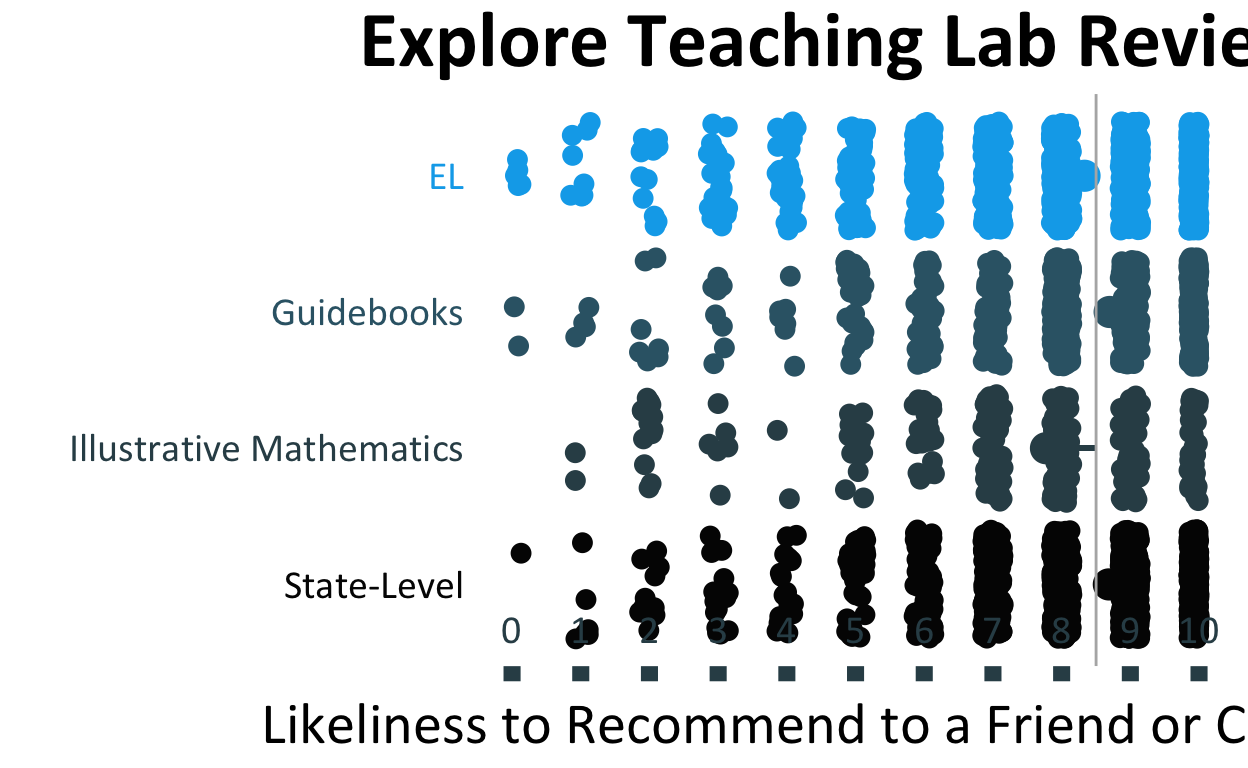 Explore Teaching Lab Revie
EL
Guidebooks
Illustrative Mathematics
State-Level
0 1 2 3 4 5 6 7 8 9 10
Likeliness to Recommend to a Friend or C